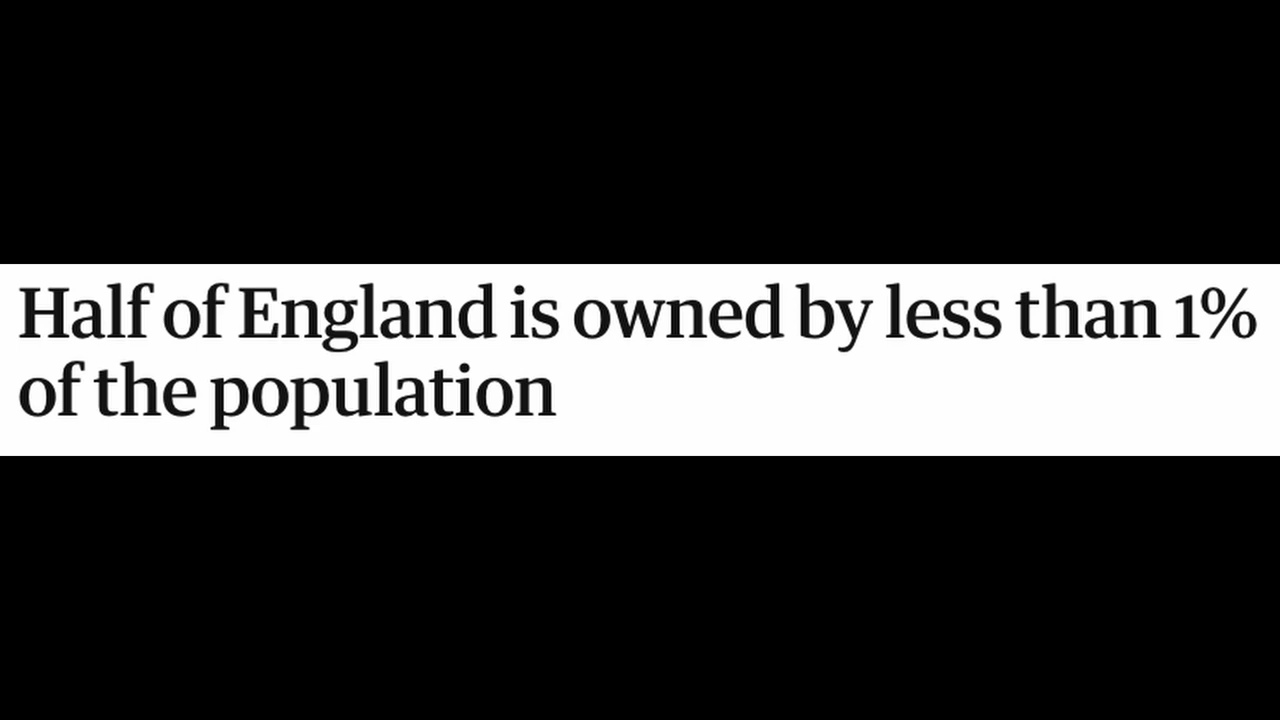 Half of England is owned by less than 1%
of the population